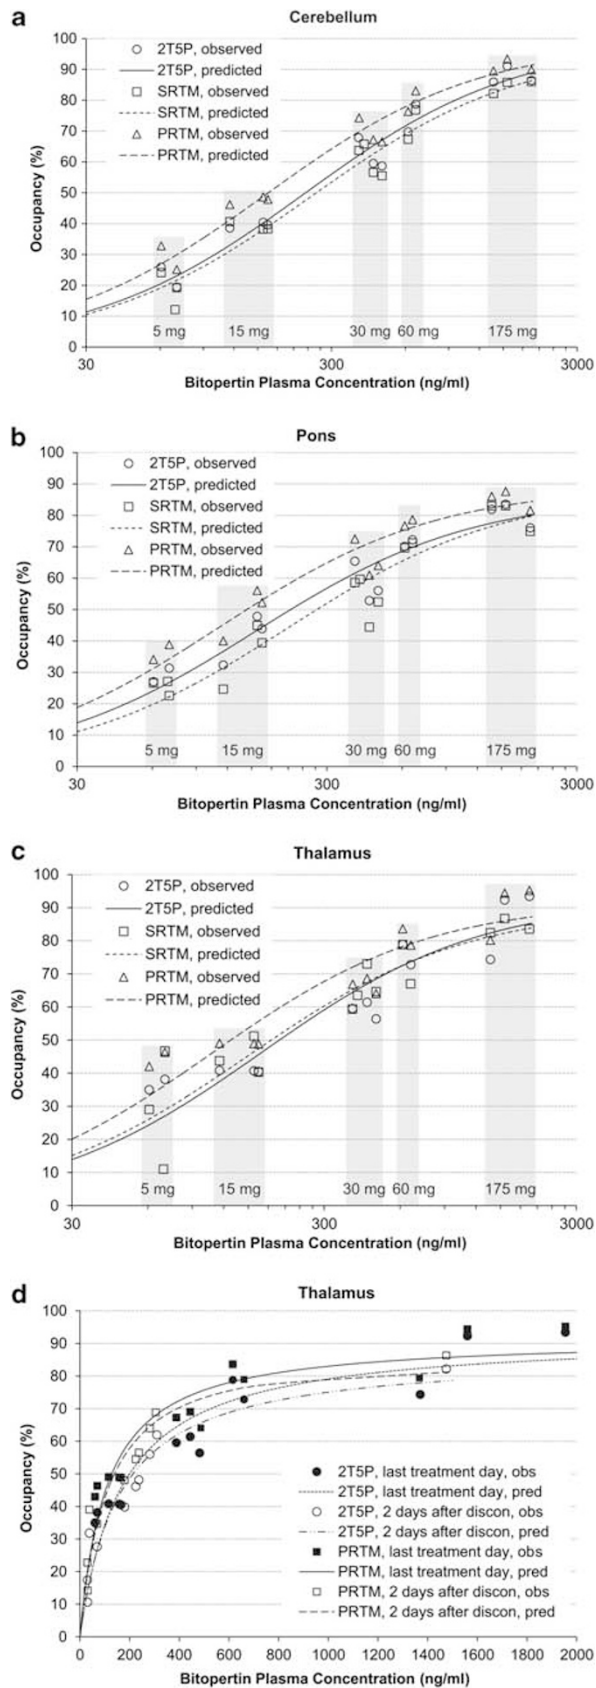 a
Cerebellum
100
90
80
70
60
50
40
30
20
10
0
Occupancy (%)
2T5P, observed
2T5P, predicted
SRTM, observed
SRTM, predicted
PRTM, observed
PRTM, predicted
5 mg 15 mg 30 mg 60 mg 175 mg
30 300 3000
Bitopertin Plasma Concentration (ng/ml)
b
Pons
100
90
80
70
60
50
40
30
20
10
0
Occupancy (%)
2T5P, observed
2T5P, predicted
SRTM, observed
SRTM, predicted
PRTM, observed
PRTM, predicted
5 mg 15 mg 30 mg 60 mg 175 mg
30 300 3000
Bitopertin Plasma Concentration (ng/ml)
c
Thalamus
100
90
80
70
60
50
40
30
20
10
0
Occupancy (%)
2T5P, observed
2T5P, predicted
SRTM, observed
SRTM, predicted
PRTM, observed
PRTM, predicted
5 mg 15 mg 30 mg 60 mg 175 mg
30 300 3000
Bitopertin Plasma Concentration (ng/ml)
d
Thalamus
100
90
80
70
60
50
40
30
20
10
0
Occupancy (%)
2T5P, last treatment day, obs
2T5P, last treatment day, pred
2T5P, 2 days after discon, obs
2T5P, 2 days after discon, pred
PRTM, last treatment day, obs
PRTM, last treatment day, pred
PRTM, 2 days after discon, obs
PRTM, 2 days after discon, pred
0 200 400 600 800 1000 1200 1400 1600 1800 2000
Bitopertin Plasma Concentration (ng/ml)